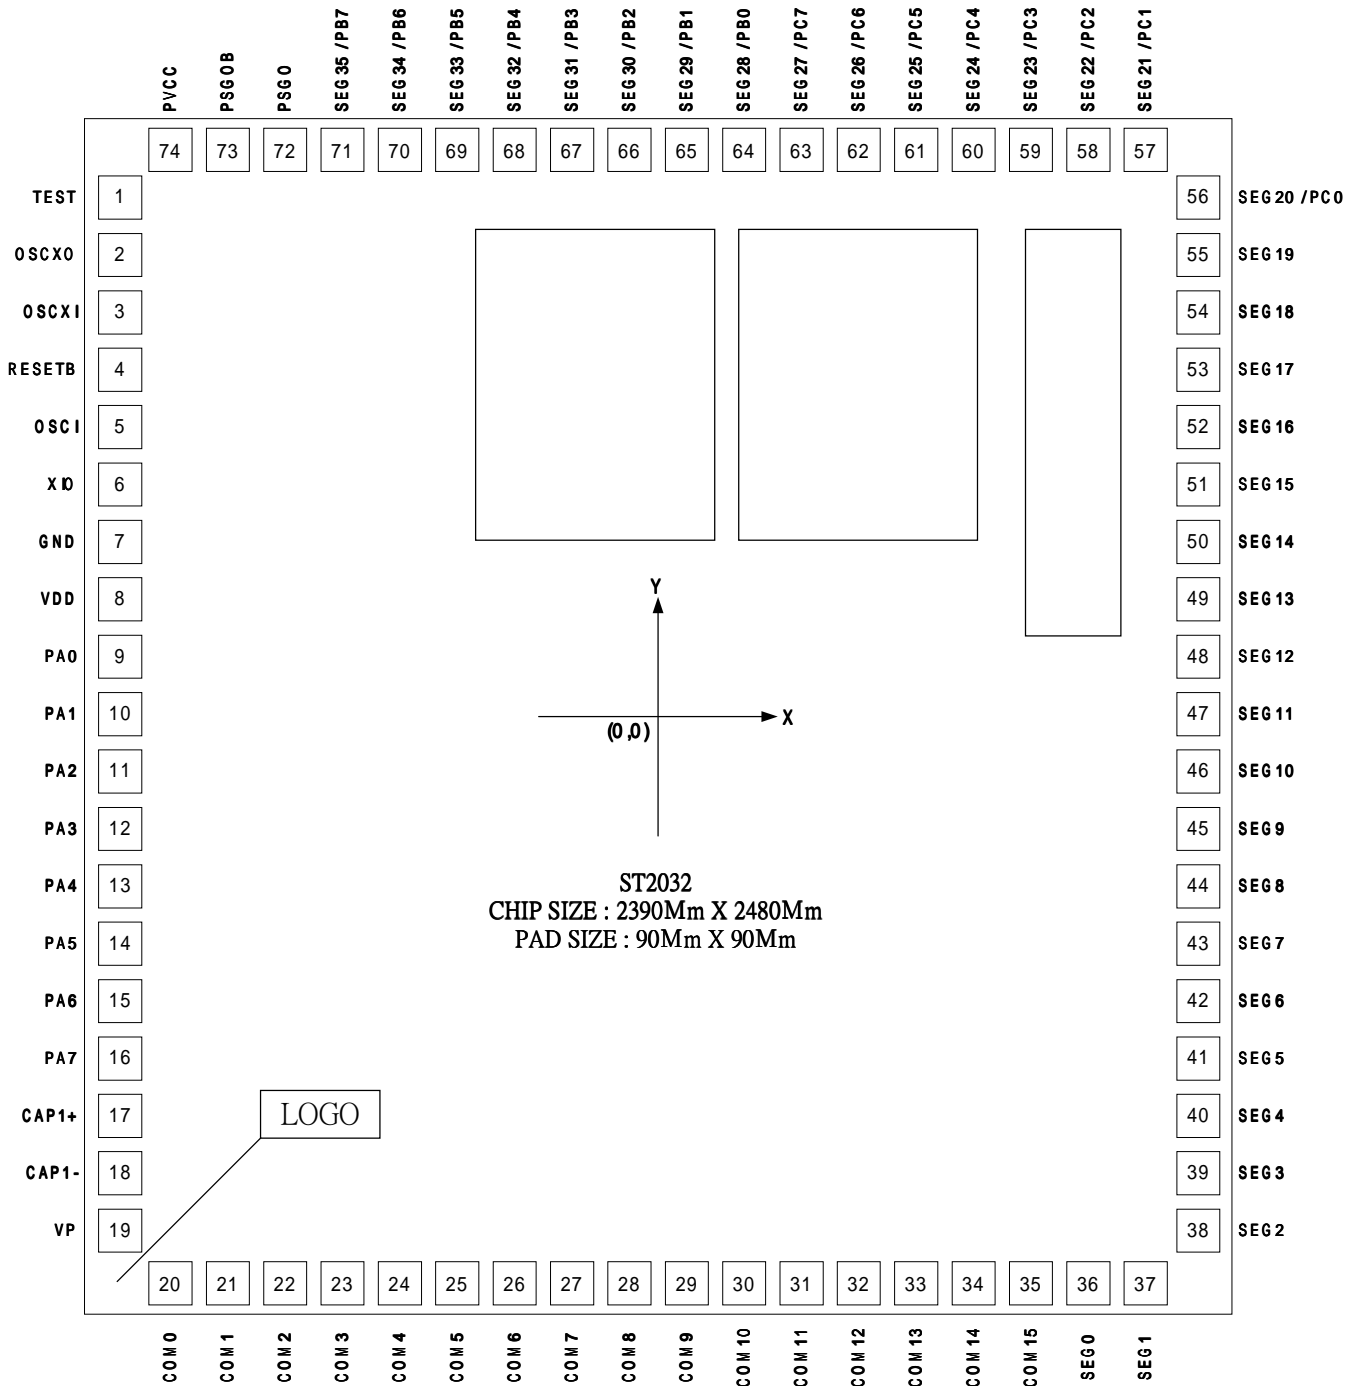 PVCC
PSGOB
PSGO
SEG35/PB7
SEG34/PB6
SEG33/PB5
SEG32/PB4
SEG31/PB3
SEG30/PB2
SEG29/PB1
SEG28/PB0
SEG27/PC7
SEG26/PC6
SEG25/PC5
SEG24/PC4
SEG23/PC3
SEG22/PC2
SEG21/PC1
74 73 72 71 70 69 68 67 66 65 64 63 62 61 60 59 58 57
TEST 1 56 SEG20/PC0
OSCXO 2 55 SEG19
OSCXI 3 54 SEG18
RESETB 4 53 SEG17
OSCI 5 52 SEG16
XIO 6 51 SEG15
GND 7 50 SEG14
Y
VDD 8 49 SEG13
PA0 9 48 SEG12
PA1 10 47 SEG11
X
(0,0)
PA2 11 46 SEG10
PA3 12 45 SEG9
PA4 13 44 SEG8
ST2032
CHIP SIZE : 2390Mm X 2480Mm
PAD SIZE : 90Mm X 90Mm
PA5 14 43 SEG7
PA6 15 42 SEG6
PA7 16 41 SEG5
CAP1+ 17 40 SEG4
LOGO
CAP1- 18 39 SEG3
VP 19 38 SEG2
20 21 22 23 24 25 26 27 28 29 30 31 32 33 34 35 36 37
COM0
COM1
COM2
COM3
COM4
COM5
COM6
COM7
COM8
COM9
COM10
COM11
COM12
COM13
COM14
COM15
SEG0
SEG1